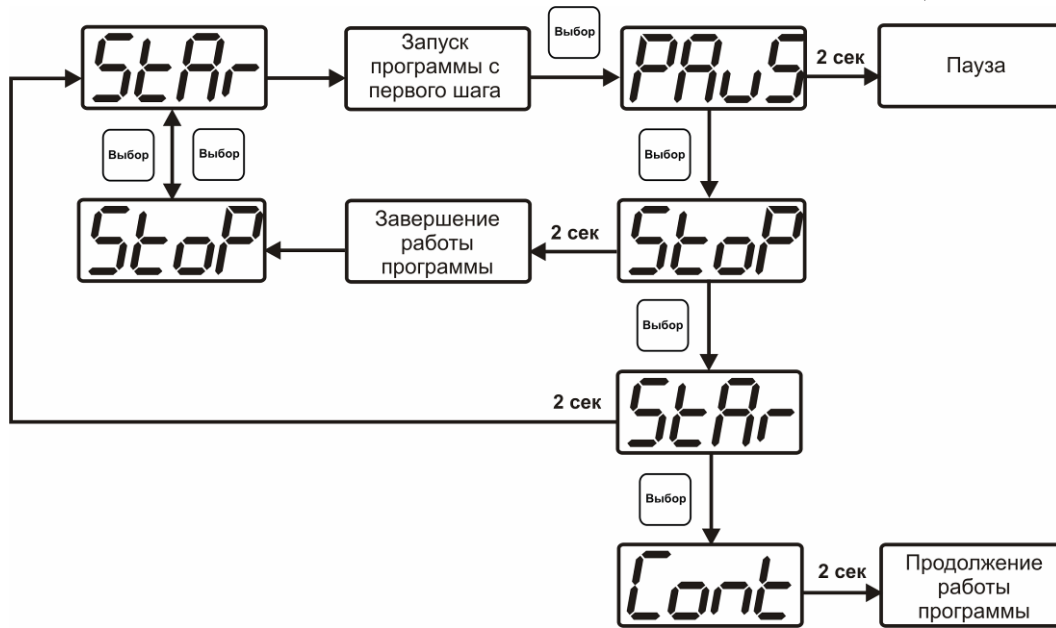 StAr
Запуск
программы с
первого шага
Выбор
PAuS
2 сек
Пауза
Выбор
Выбор
Выбор
StoP
Завершение
работы
программы
2 сек
StoP
Выбор
2 сек
StAr
Выбор
Cont
2 сек
Продолжение
работы
программы